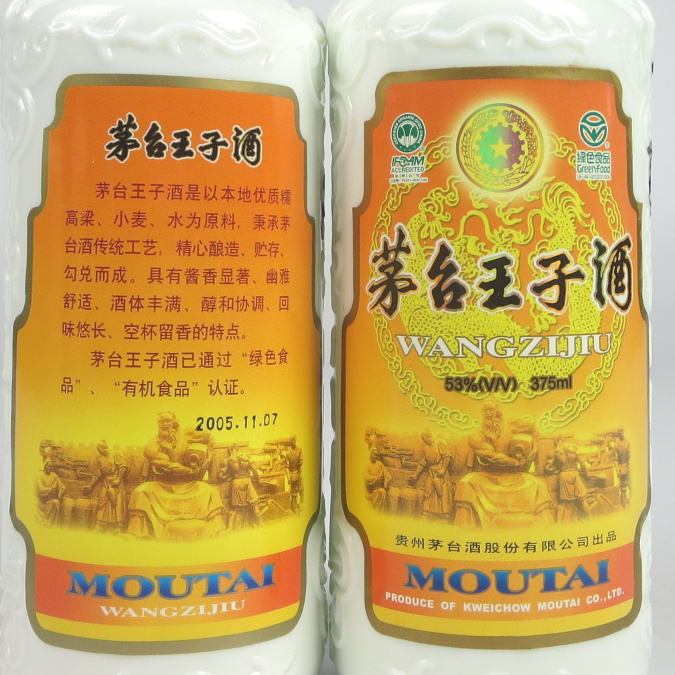 茅台王子酒
茅台王子酒是以本地优质糯
高粱、小麦、水为原料,秉承茅
台酒传统工艺,精心酿造、贮存、
勾兑而成。具有酱香显著、幽雅
舒适、酒体丰满、醇和协调、回
味悠长、空杯留香的特点。
茅台王子酒已通过“绿色食
品”、“有机食品”认证。
2005.11.07
MOUTAI
WANGZIJIU
IFOAM
ACCREDITED
绿色食品
GreenFood
茅台王子酒
WANGZIJIU
53%(V/V) 375ml
贵州茅台酒股份有限公司出品
MOUTAI
PRODUCE OF KWEICHOW MOUTAI CO.,LTD.